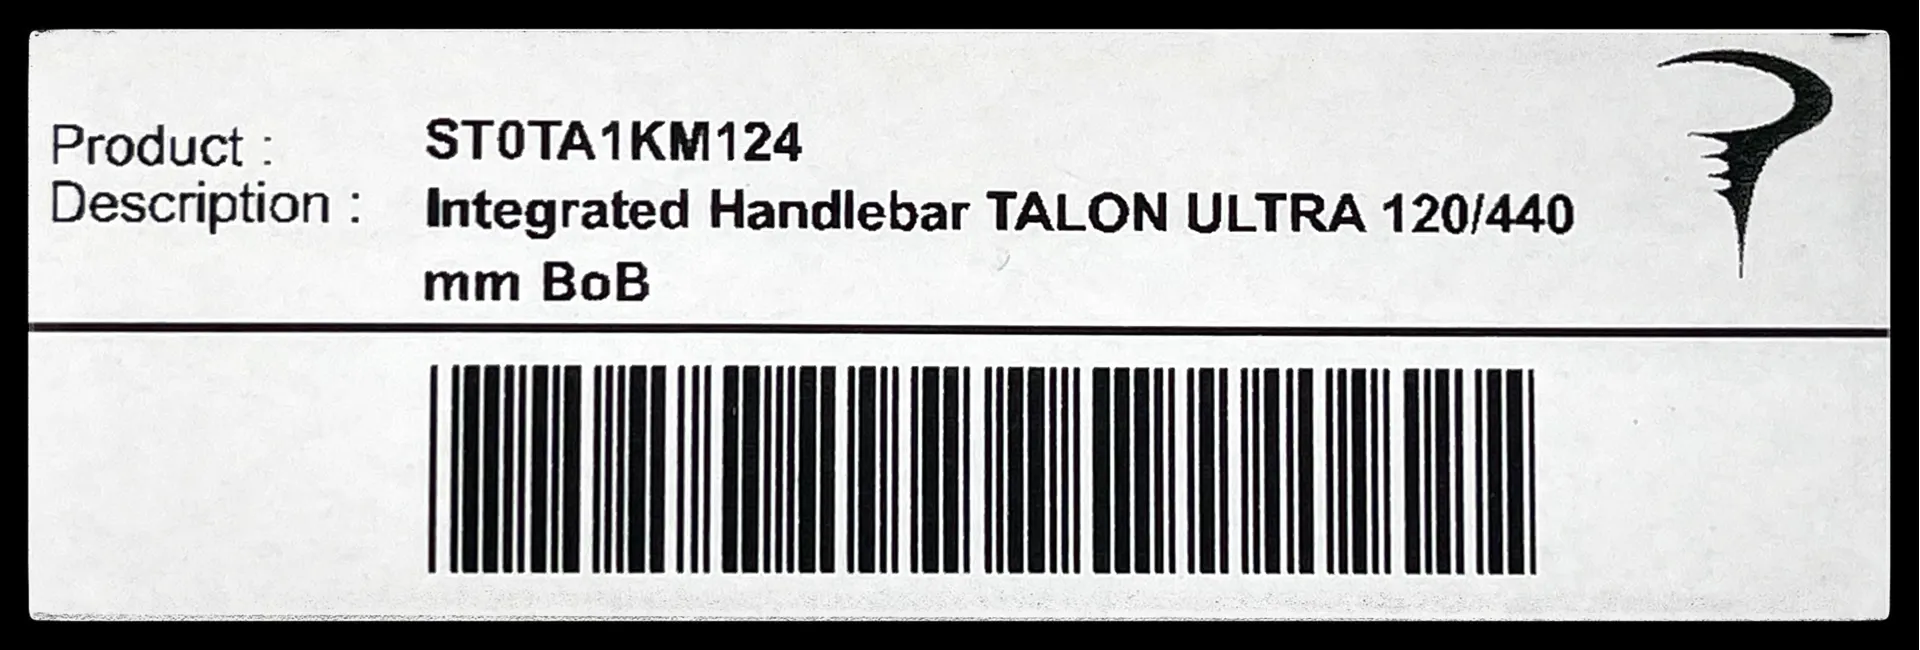 Product : ST0TA1KM124
Description : Integrated Handlebar TALON ULTRA 120/440
mm BoB